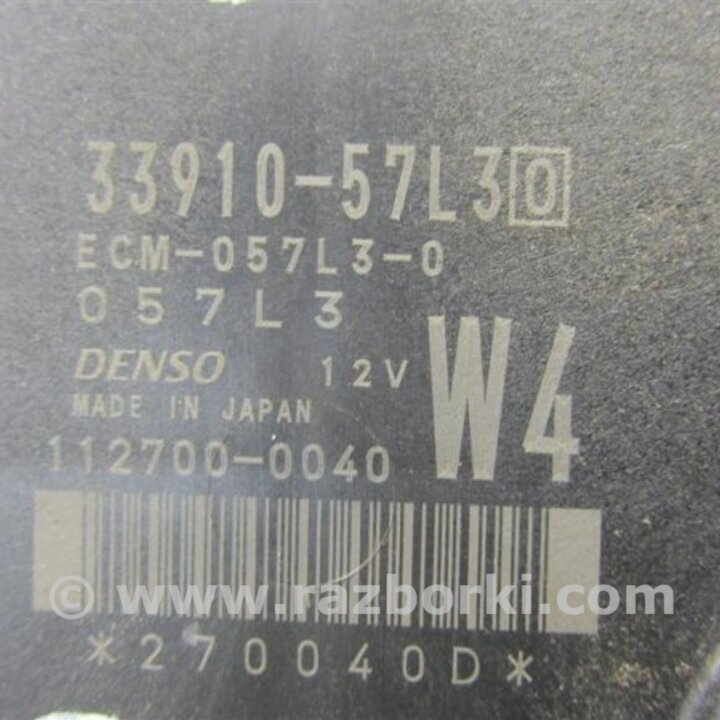 33910-57L30
ECM-057L3-0
057L3
DENSO 12V
W4
MADE IN JAPAN
112700-0040
© www.razborki.com
*270040D*